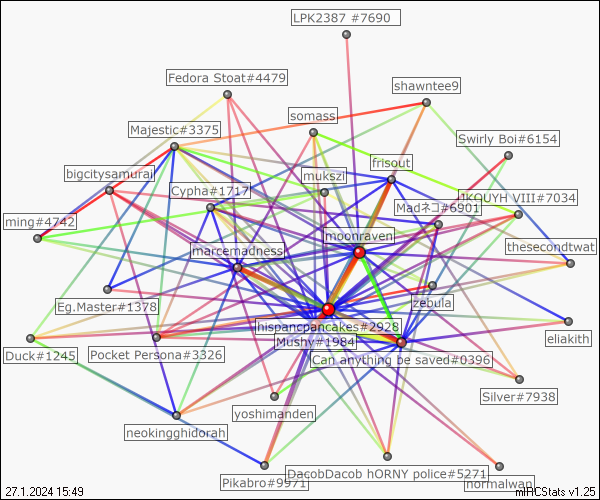 LPK2387 #7690
Fedora Stoat#4479
shawntee9
somass
Majestic#3375
Swirly Boi#6154
frisout
bigcitysamurai
mukszi
Cypha#1717
JKOUYH VIII#7034
Madネコ#6901
ming#4742
moonraven
thesecondtwat
marcemadness
Eg.Master#1378
zebula
hispancpancakes#2928
eliakith
Mushy#1984
Duck#1245
Pocket Persona#3326
Can anything be saved#0396
Silver#7938
yoshimanden
neokingghidorah
DacobDacob hORNY police#5271
Pikabro#9971
normalwan
27.1.2024 15:49
mIHCStats v1.25